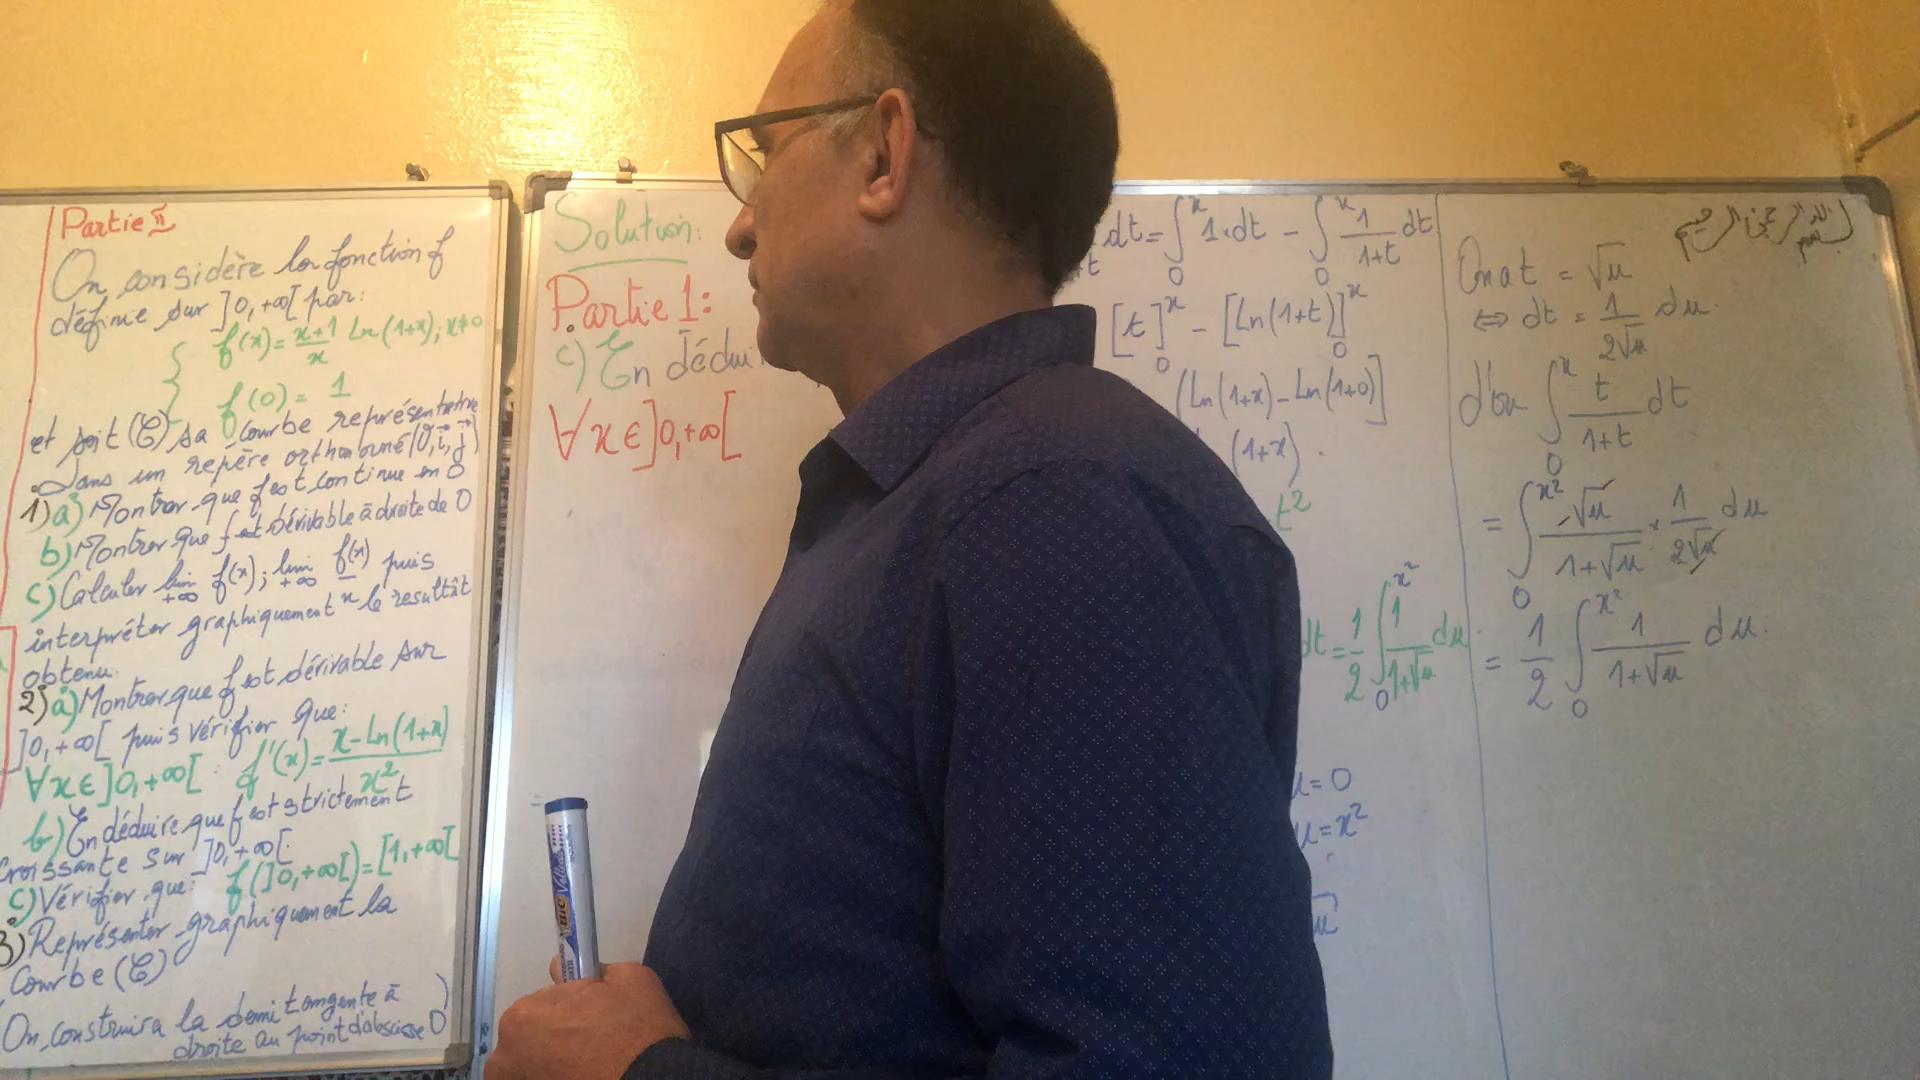 Partie II
On considère la fonction f
définie sur ]0,+∞[ par:
{ f(x)= x+1/x Ln(1+x); x≠0
f(0) = 1
et soit (C) sa courbe représentative
dans un repère orthonormé (O,i,j)
1) a) Montrer que f est continue en 0
b) Montrer que f est dérivable à droite de 0
c) Calculer lim +∞ f(x); lim +∞ f(x)/x puis
interpréter graphiquement le resultât
obtenu.
2) a) Montrer que f est dérivable sur
]0,+∞[ puis vérifier que:
∀x∈]0,+∞[ : f'(x)= x-Ln(1+x)/x²
b) En déduire que f est strictement
croissante sur ]0,+∞[.
c) Vérifier que: f(]0,+∞[)=[1,+∞[
3) Représenter graphiquement la
Courbe (C)
On construira la demi tangente à
droite au point d'abscisse 0)
Solution:
Partie 1:
c) En dédui
∀x∈]0,+∞[
+t dt = ∫₀ˣ 1.dt - ∫₀ˣ 1/1+t dt
[t]₀ˣ - [Ln(1+t)]₀ˣ
(Ln(1+x)-Ln(1+0)]
(1+x).
t²
dt = 1/2 ∫₀^x² 1/1+√u du
u=0
u=x²
u
بسم الله الرحمن الرحيم
On a t = √u
⇔ dt = 1/2√u du.
d'ou ∫₀ˣ t/1+t dt
= ∫₀^x² √u/1+√u × 1/2√u du
= 1/2 ∫₀^x² 1/1+√u du.
BIC Velleda